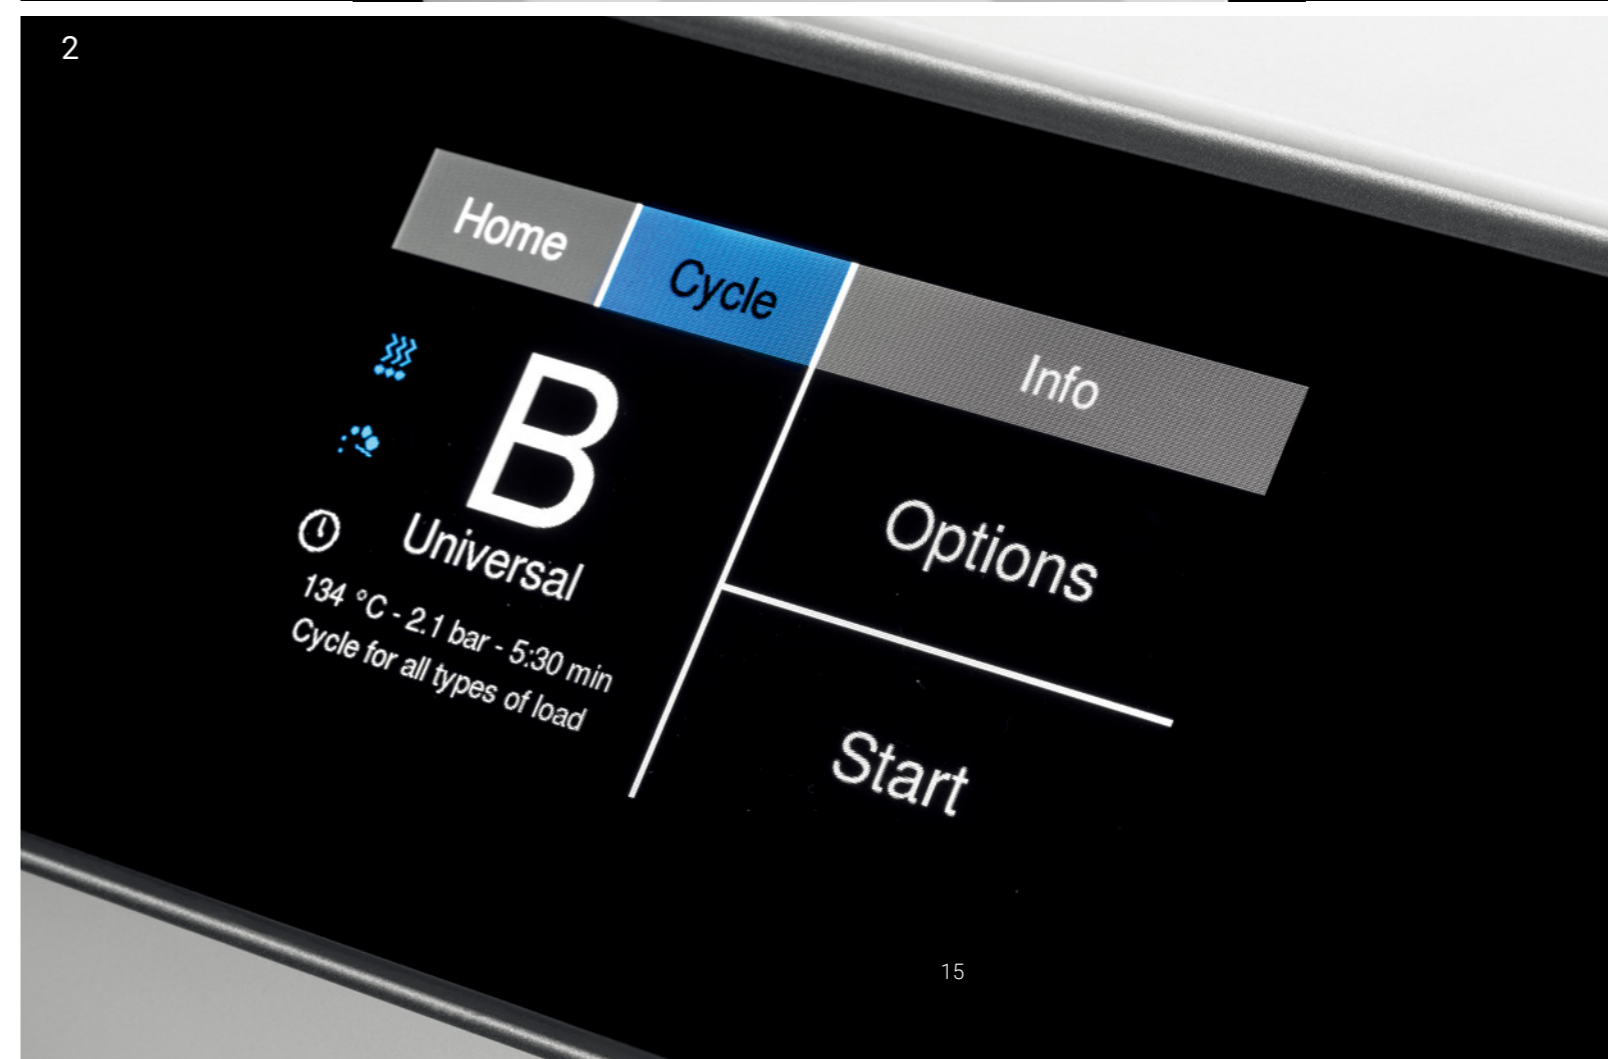 2
Home
Cycle
Info
B
Universal
134 °C - 2.1 bar - 5:30 min
Cycle for all types of load
Options
Start
15